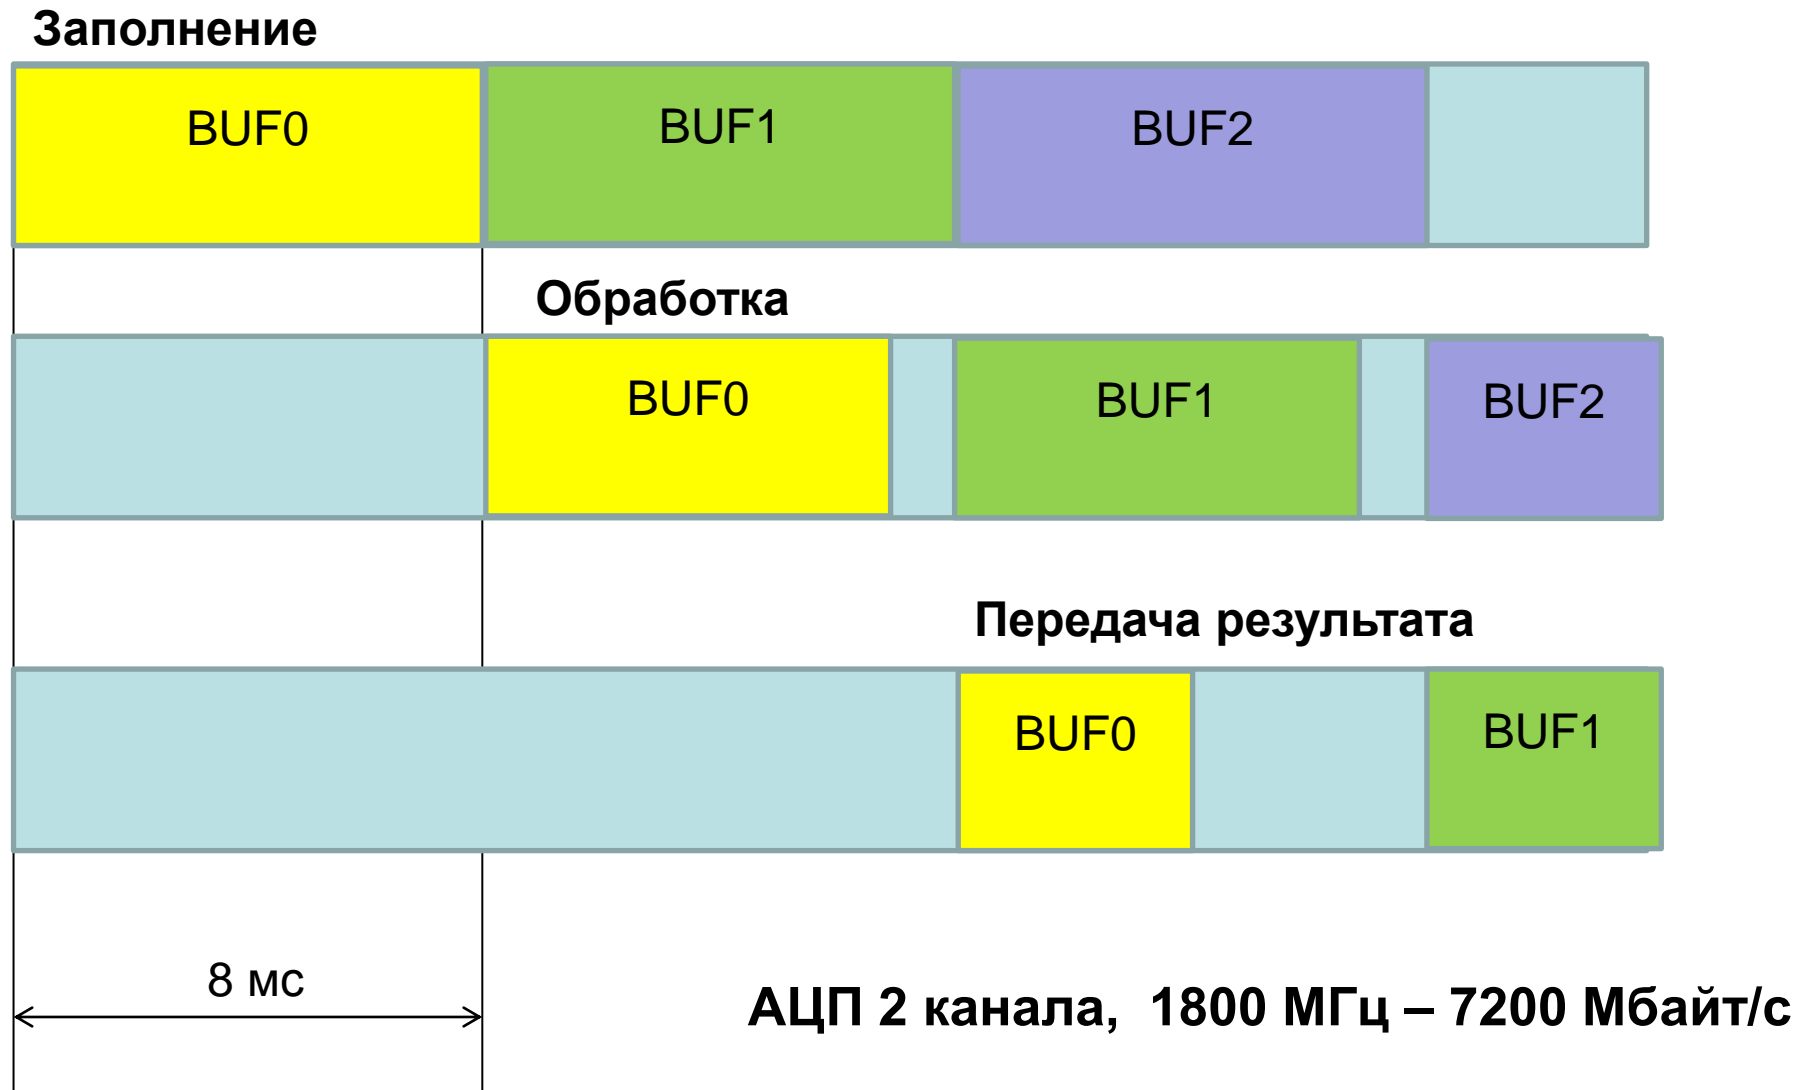 Заполнение
BUF0 BUF1 BUF2
Обработка
BUF0 BUF1 BUF2
Передача результата
BUF0 BUF1
8 мс
АЦП 2 канала, 1800 МГц – 7200 Мбайт/с